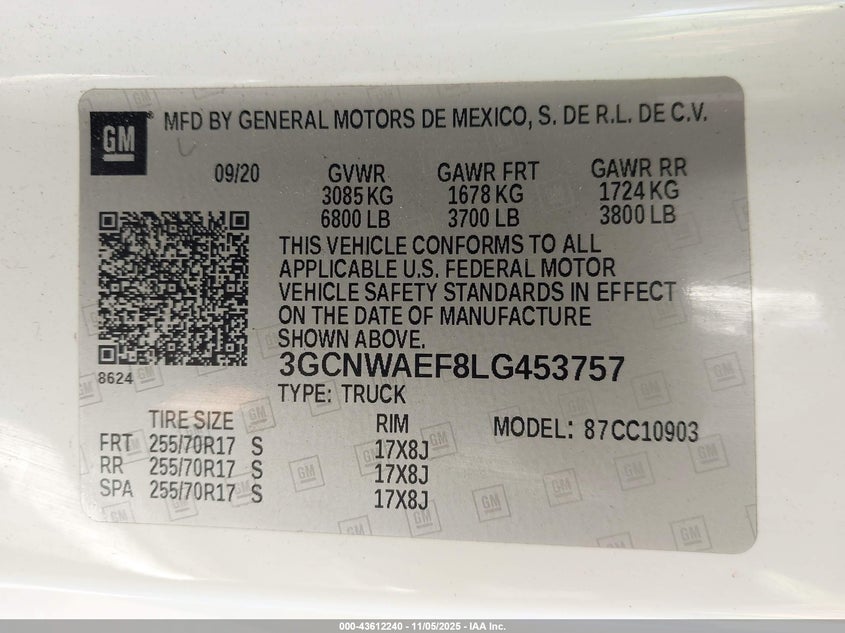 GM ® MFD BY GENERAL MOTORS DE MEXICO, S. DE R.L. DE C.V.
09/20 GVWR GAWR FRT GAWR RR
3085 KG 1678 KG 1724 KG
6800 LB 3700 LB 3800 LB
THIS VEHICLE CONFORMS TO ALL
APPLICABLE U.S. FEDERAL MOTOR
VEHICLE SAFETY STANDARDS IN EFFECT
ON THE DATE OF MANUFACTURE
SHOWN ABOVE.
3GCNWAEF8LG453757
8624
TYPE: TRUCK
TIRE SIZE RIM MODEL: 87CC10903
FRT 255/70R17 S 17X8J
RR 255/70R17 S 17X8J
SPA 255/70R17 S 17X8J
000-43612240 - 11/05/2025 - IAA Inc.